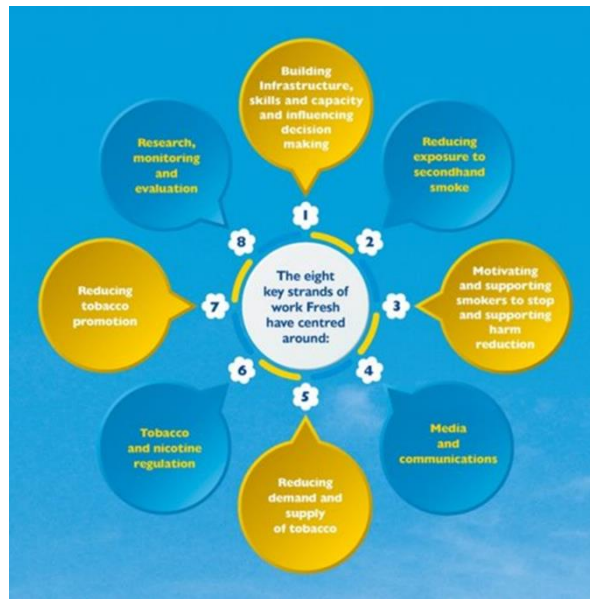 The eight
key strands of
work Fresh
have centred
around:
1
Building
Infrastructure,
skills and capacity
and influencing
decision
making
2
Reducing
exposure to
secondhand
smoke
3
Motivating
and supporting
smokers to stop
and supporting
harm
reduction
4
Media
and
communications
5
Reducing
demand and
supply
of tobacco
6
Tobacco
and nicotine
regulation
7
Reducing
tobacco
promotion
8
Research,
monitoring
and
evaluation